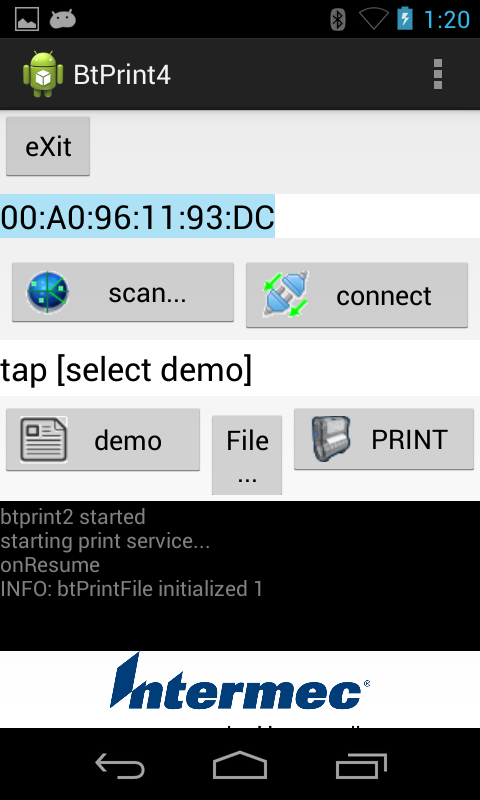 1:20
BtPrint4
eXit
00:A0:96:11:93:DC
scan...
connect
tap [select demo]
demo
File
...
PRINT
btprint2 started
starting print service...
onResume
INFO: btPrintFile initialized 1
Intermec®